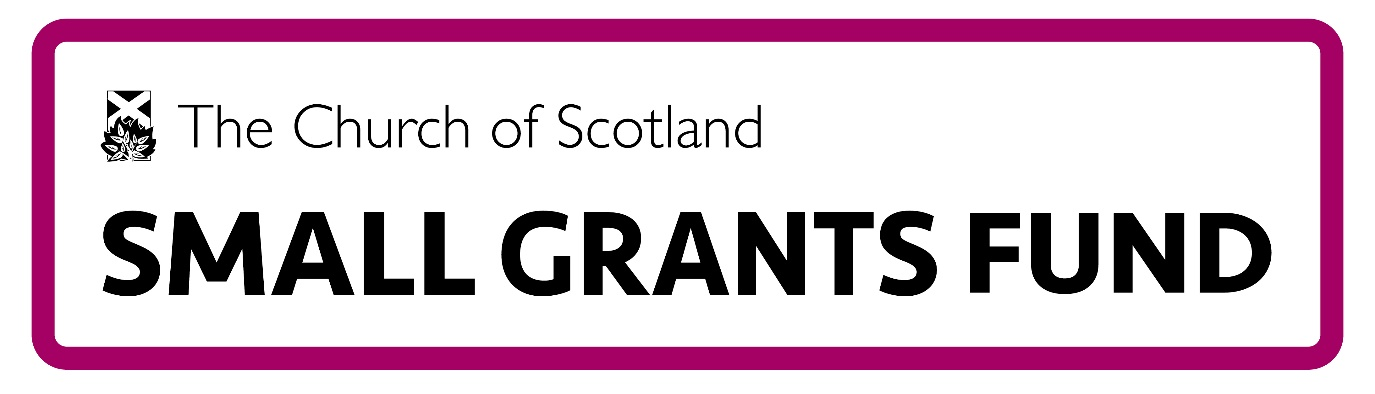 The Church of Scotland
SMALL GRANTS FUND